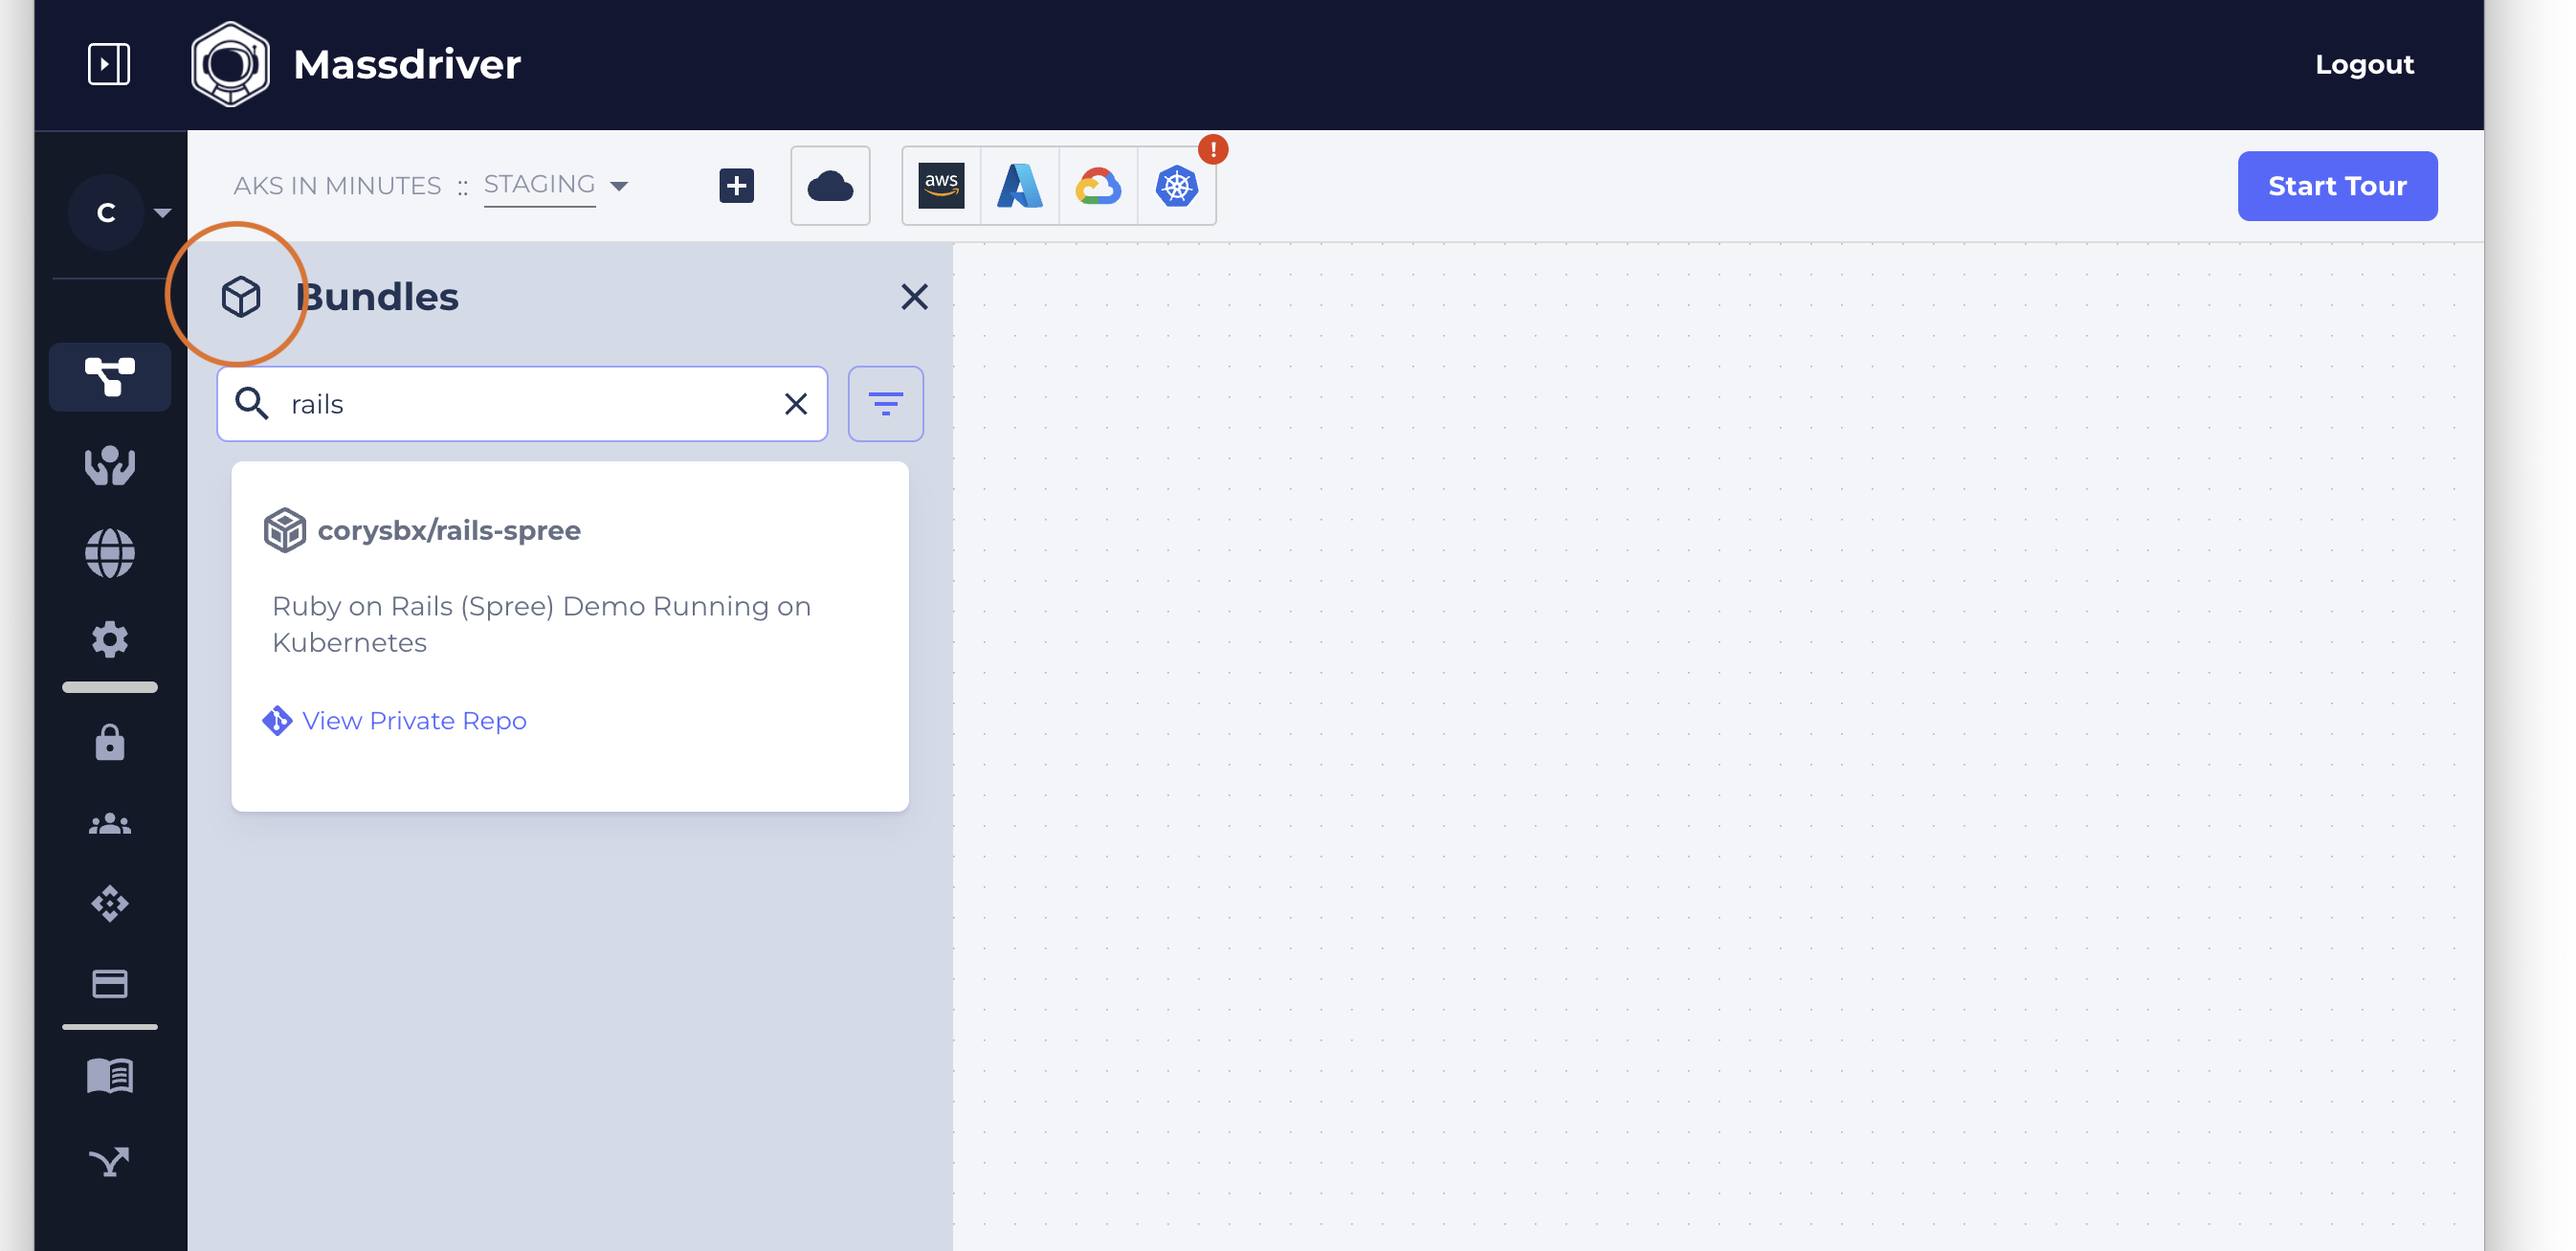 Massdriver
Logout
AKS IN MINUTES :: STAGING
aws
!
Start Tour
C
Bundles
rails
corysbx/rails-spree
Ruby on Rails (Spree) Demo Running on
Kubernetes
View Private Repo